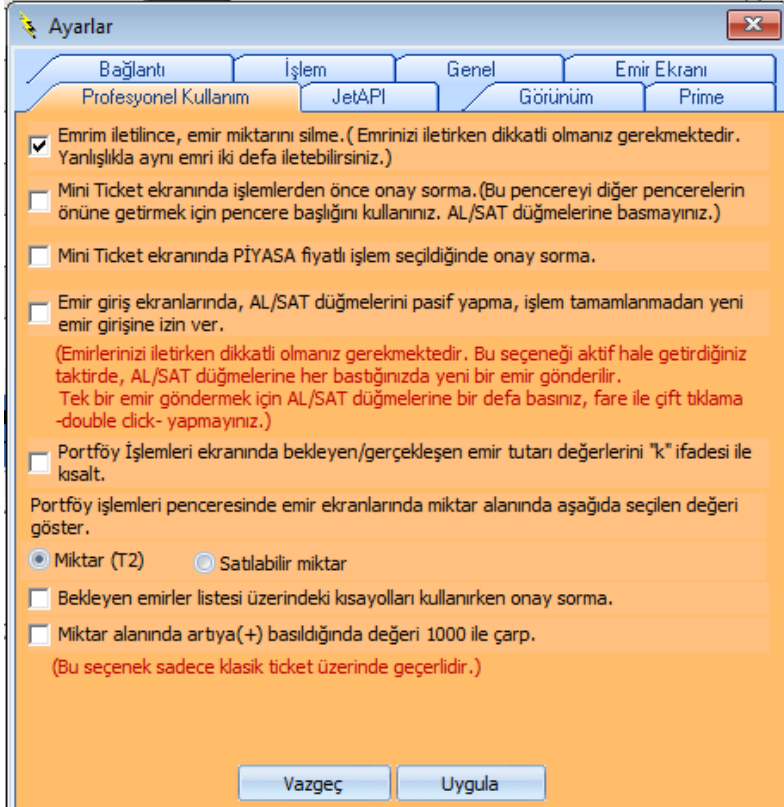 Ayarlar
Bağlantı İşlem Genel Emir Ekranı
Profesyonel Kullanım JetAPI Görünüm Prime
Emrim iletilince, emir miktarını silme.( Emrinizi iletirken dikkatli olmanız gerekmektedir.
Yanlışlıkla aynı emri iki defa iletebilirsiniz.)
Mini Ticket ekranında işlemlerden önce onay sorma.(Bu pencereyi diğer pencerelerin
önüne getirmek için pencere başlığını kullanınız. AL/SAT düğmelerine basmayınız.)
Mini Ticket ekranında PİYASA fiyatlı işlem seçildiğinde onay sorma.
Emir giriş ekranlarında, AL/SAT düğmelerini pasif yapma, işlem tamamlanmadan yeni
emir girişine izin ver.
(Emirlerinizi iletirken dikkatli olmanız gerekmektedir. Bu seçeneği aktif hale getirdiğiniz
taktirde, AL/SAT düğmelerine her bastığınızda yeni bir emir gönderilir.
Tek bir emir göndermek için AL/SAT düğmelerine bir defa basınız, fare ile çift tıklama
-double click- yapmayınız.)
Portföy İşlemleri ekranında bekleyen/gerçekleşen emir tutarı değerlerini "k" ifadesi ile
kısalt.
Portföy işlemleri penceresinde emir ekranlarında miktar alanında aşağıda seçilen değeri
göster.
Miktar (T2) Satılabilir miktar
Bekleyen emirler listesi üzerindeki kısayolları kullanırken onay sorma.
Miktar alanında artıya(+) basıldığında değeri 1000 ile çarp.
(Bu seçenek sadece klasik ticket üzerinde geçerlidir.)
Vazgeç Uygula